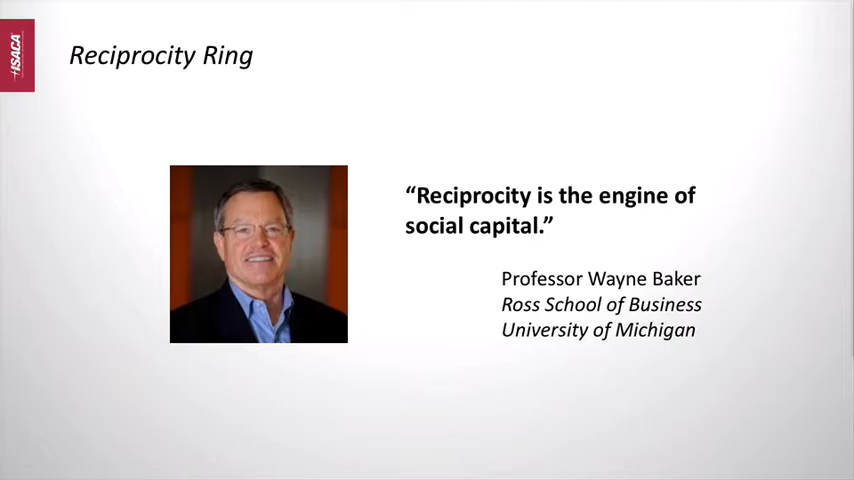 ISACA
Reciprocity Ring
“Reciprocity is the engine of
social capital.”
Professor Wayne Baker
Ross School of Business
University of Michigan